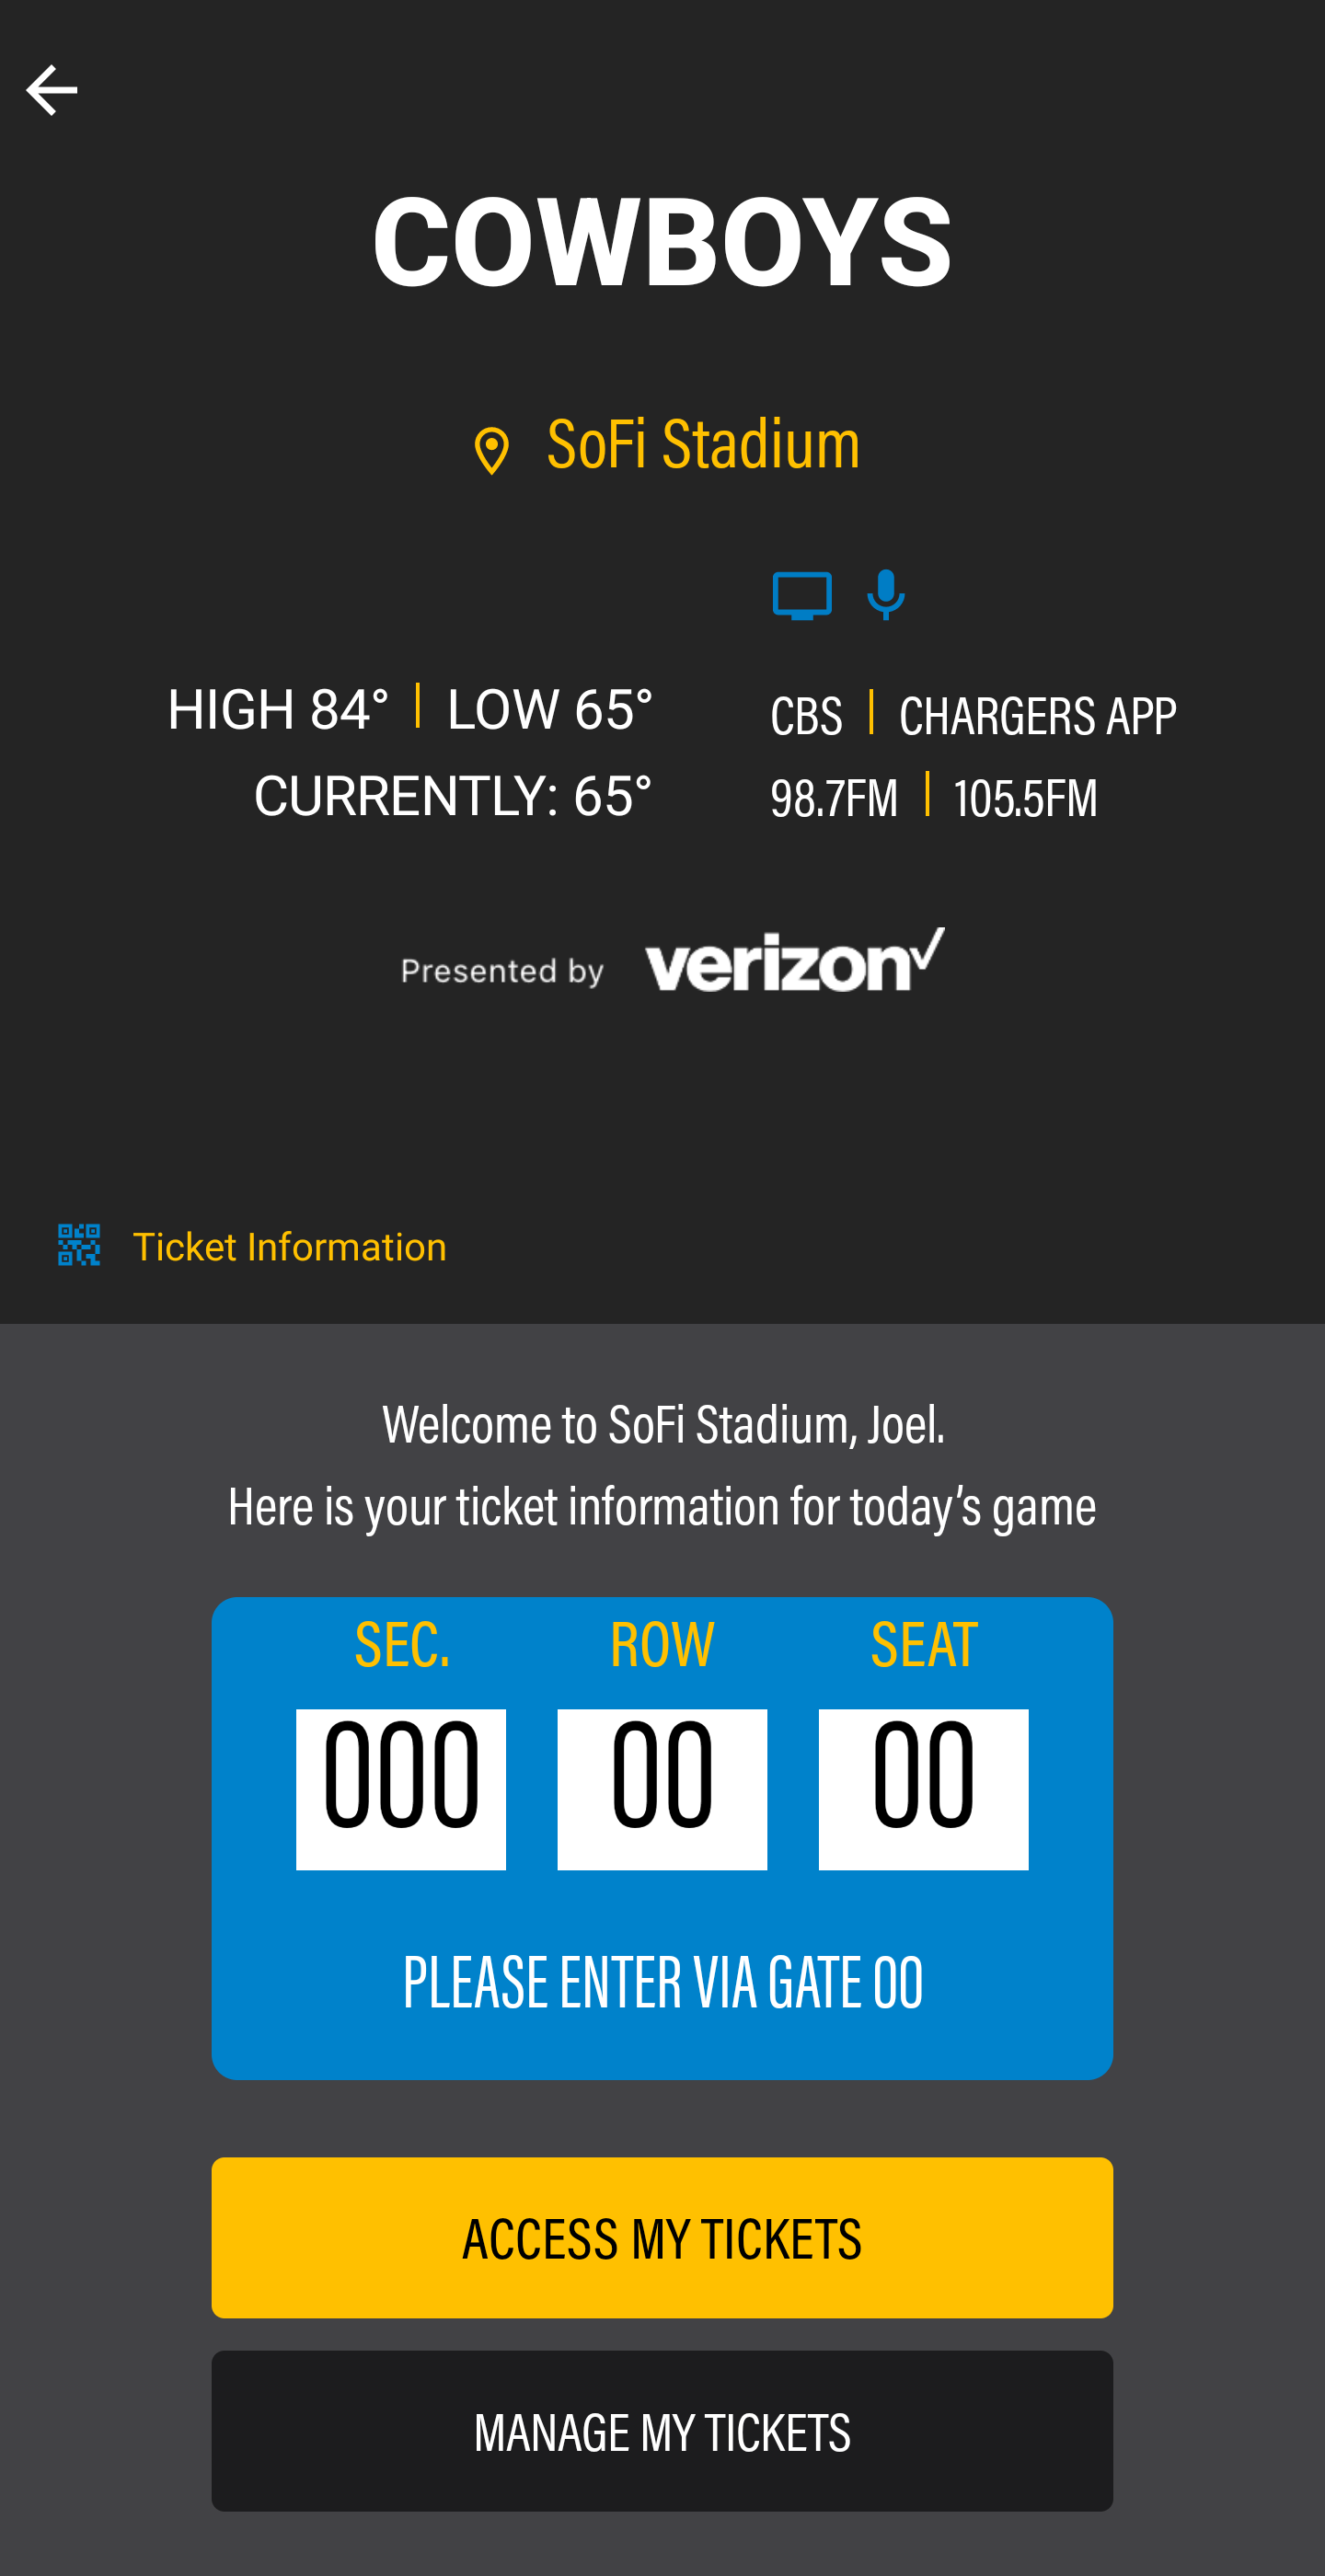 COWBOYS
SoFi Stadium
HIGH 84° | LOW 65°
CURRENTLY: 65°
CBS | CHARGERS APP
98.7FM | 105.5FM
Presented by verizon
Ticket Information
Welcome to SoFi Stadium, Joel.
Here is your ticket information for today’s game
SEC. ROW SEAT
000 00 00
PLEASE ENTER VIA GATE 00
ACCESS MY TICKETS
MANAGE MY TICKETS